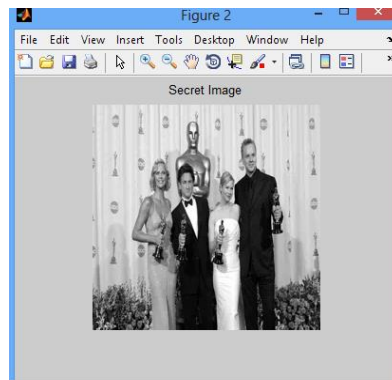 Figure 2
File Edit View Insert Tools Desktop Window Help
Secret Image